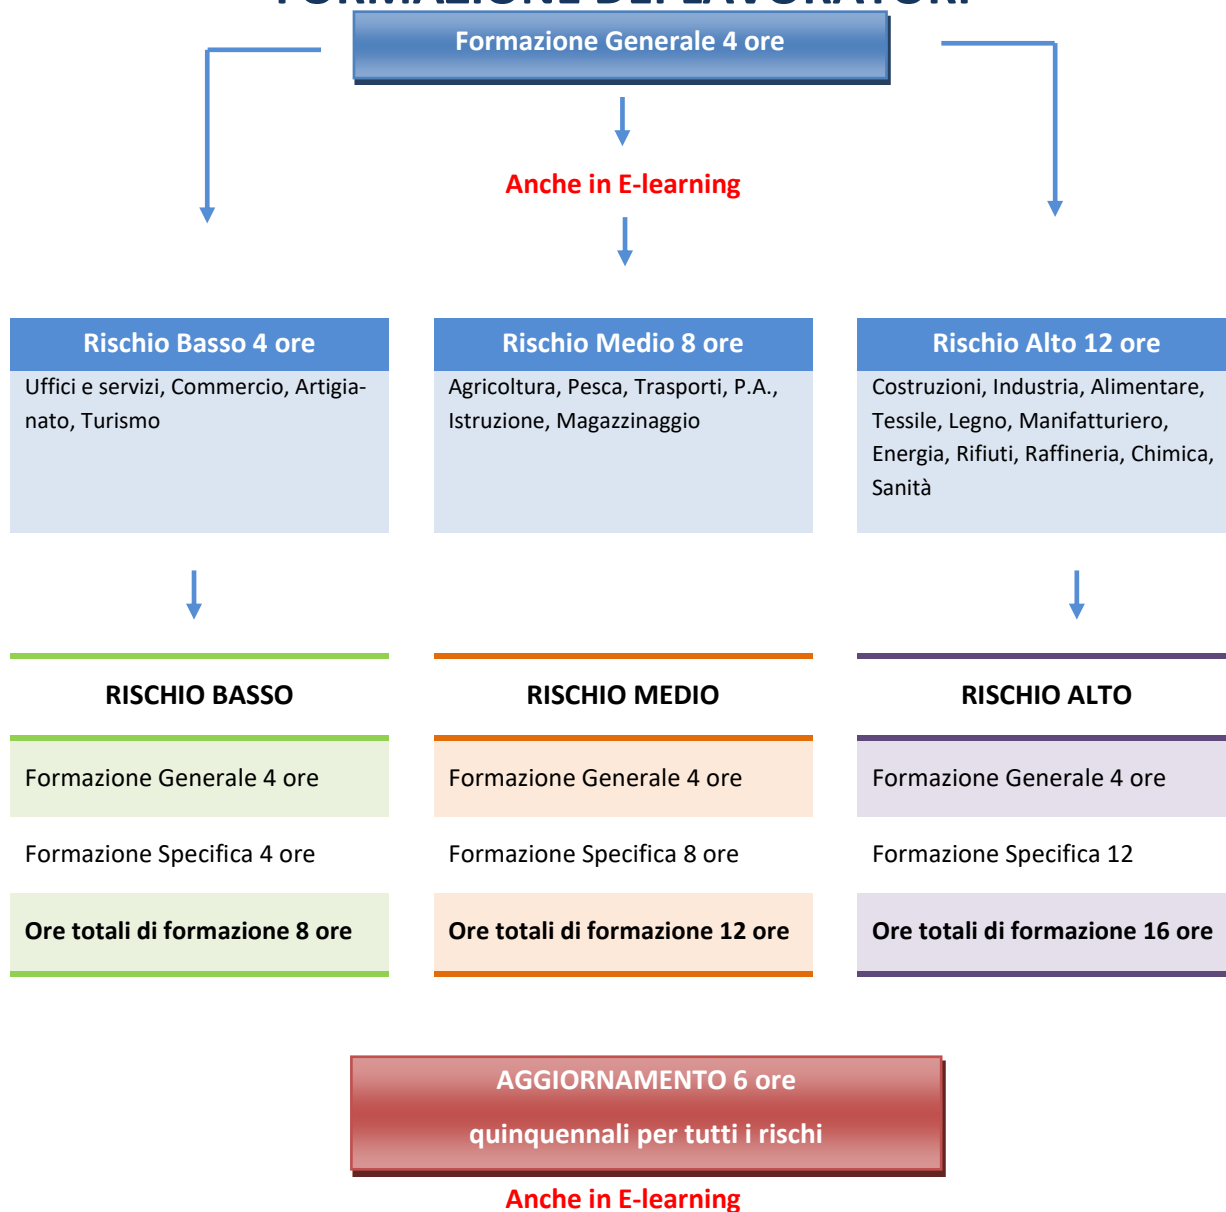 FORMAZIONE DEI LAVORATORI
Formazione Generale 4 ore
Anche in E-learning
Rischio Basso 4 ore
Uffici e servizi, Commercio, Artigia-
nato, Turismo
Rischio Medio 8 ore
Agricoltura, Pesca, Trasporti, P.A.,
Istruzione, Magazzinaggio
Rischio Alto 12 ore
Costruzioni, Industria, Alimentare,
Tessile, Legno, Manifatturiero,
Energia, Rifiuti, Raffineria, Chimica,
Sanità
RISCHIO BASSO
Formazione Generale 4 ore
Formazione Specifica 4 ore
Ore totali di formazione 8 ore
RISCHIO MEDIO
Formazione Generale 4 ore
Formazione Specifica 8 ore
Ore totali di formazione 12 ore
RISCHIO ALTO
Formazione Generale 4 ore
Formazione Specifica 12
Ore totali di formazione 16 ore
AGGIORNAMENTO 6 ore
quinquennali per tutti i rischi
Anche in E-learning